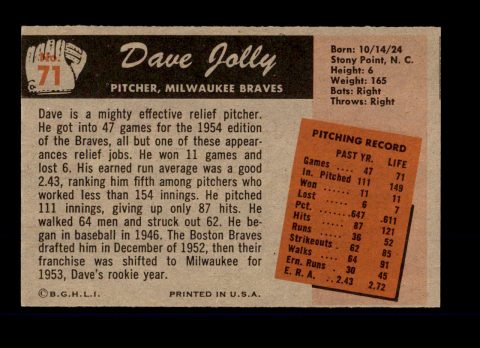 No.
71
Dave Jolly
PITCHER, MILWAUKEE BRAVES
Born: 10/14/24
Stony Point, N. C.
Height: 6
Weight: 165
Bats: Right
Throws: Right
Dave is a mighty effective relief pitcher.
He got into 47 games for the 1954 edition
of the Braves, all but one of these appear-
ances relief jobs. He won 11 games and
lost 6. His earned run average was a good
2.43, ranking him fifth among pitchers who
worked less than 154 innings. He pitched
111 innings, giving up only 87 hits. He
walked 64 men and struck out 62. He be-
gan in baseball in 1946. The Boston Braves
drafted him in December of 1952, then their
franchise was shifted to Milwaukee for
1953, Dave's rookie year.
PITCHING RECORD
PAST YR. LIFE
Games 47 71
In. Pitched 111 149
Won 11 11
Lost 6 7
Pct. .647 .611
Hits 87 121
Runs 36 52
Strikeouts 62 85
Walks 64 91
Ern. Runs 30 45
E. R. A. 2.43 2.72
©B.G.H.L.I. PRINTED IN U.S.A.